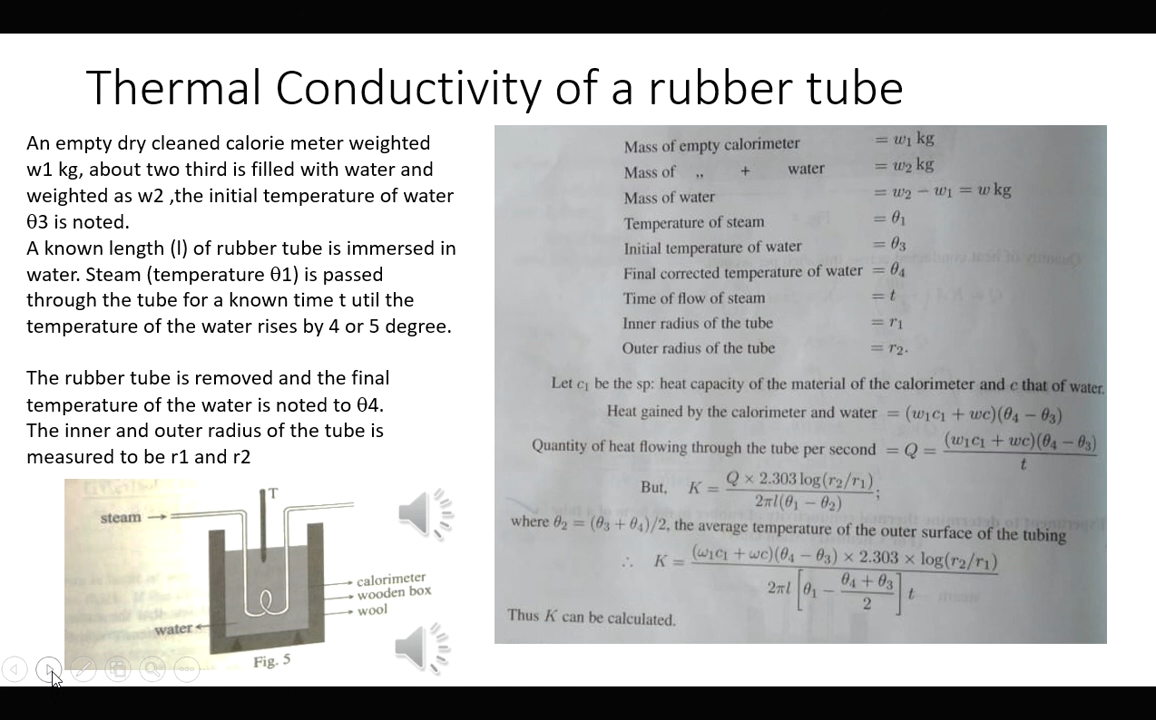 Thermal Conductivity of a rubber tube
An empty dry cleaned calorie meter weighted
w1 kg, about two third is filled with water and
weighted as w2 ,the initial temperature of water
θ3 is noted.
A known length (l) of rubber tube is immersed in
water. Steam (temperature θ1) is passed
through the tube for a known time t util the
temperature of the water rises by 4 or 5 degree.
The rubber tube is removed and the final
temperature of the water is noted to θ4.
The inner and outer radius of the tube is
measured to be r1 and r2
T
steam
calorimeter
wooden box
wool
water
Fig. 5
Mass of empty calorimeter = w₁ kg
Mass of ,, + water = w₂ kg
Mass of water = w₂ − w₁ = w kg
Temperature of steam = θ₁
Initial temperature of water = θ₃
Final corrected temperature of water = θ₄
Time of flow of steam = t
Inner radius of the tube = r₁
Outer radius of the tube = r₂.
Let c₁ be the sp: heat capacity of the material of the calorimeter and c that of water.
Heat gained by the calorimeter and water = (w₁c₁ + wc)(θ₄ − θ₃)
Quantity of heat flowing through the tube per second = Q = (w₁c₁ + wc)(θ₄ − θ₃) / t
But, K = Q × 2.303 log(r₂/r₁) / 2πl(θ₁ − θ₂) ;
where θ₂ = (θ₃ + θ₄)/2, the average temperature of the outer surface of the tubing
∴ K = (w₁c₁ + wc)(θ₄ − θ₃) × 2.303 × log(r₂/r₁) / 2πl [θ₁ − (θ₄ + θ₃)/2] t
Thus K can be calculated.